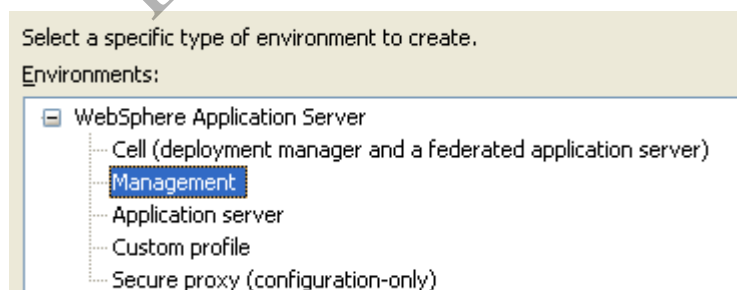 Select a specific type of environment to create.
Environments:
WebSphere Application Server
Cell (deployment manager and a federated application server)
Management
Application server
Custom profile
Secure proxy (configuration-only)